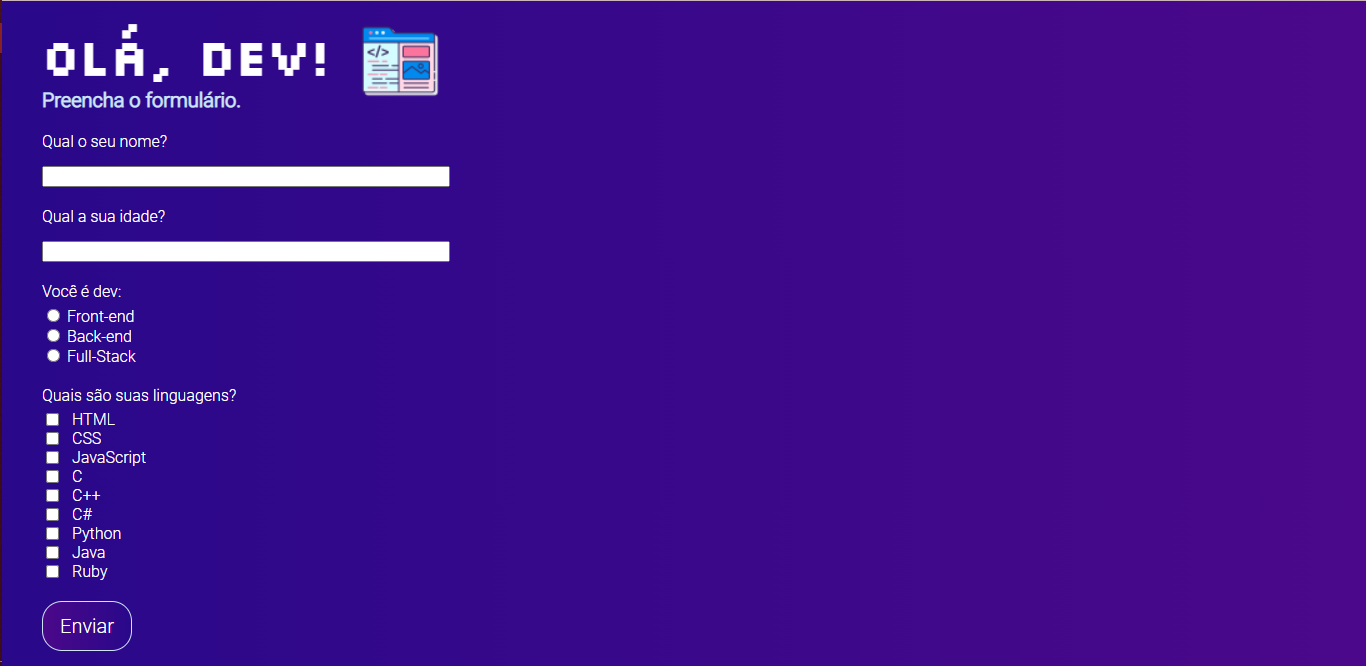 OLÁ, DEV!
</>
Preencha o formulário.
Qual o seu nome?
Qual a sua idade?
Você é dev:
Front-end
Back-end
Full-Stack
Quais são suas linguagens?
HTML
CSS
JavaScript
C
C++
C#
Python
Java
Ruby
Enviar